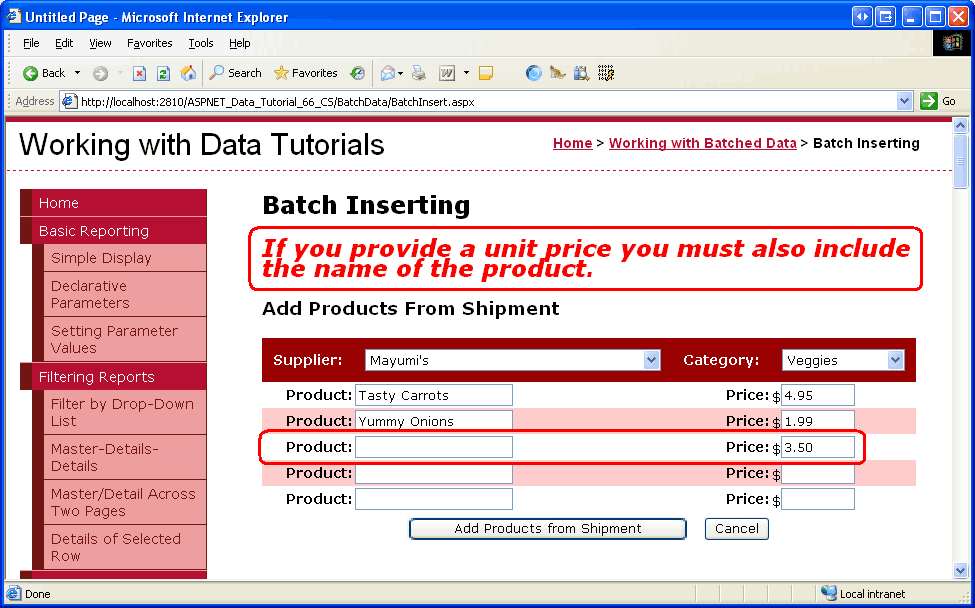 Untitled Page - Microsoft Internet Explorer
File Edit View Favorites Tools Help
Back Search Favorites
Address http://localhost:2810/ASPNET_Data_Tutorial_66_CS/BatchData/BatchInsert.aspx Go
Working with Data Tutorials
Home > Working with Batched Data > Batch Inserting
Home
Basic Reporting
Simple Display
Declarative
Parameters
Setting Parameter
Values
Filtering Reports
Filter by Drop-Down
List
Master-Details-
Details
Master/Detail Across
Two Pages
Details of Selected
Row
Batch Inserting
If you provide a unit price you must also include
the name of the product.
Add Products From Shipment
Supplier: Mayumi's Category: Veggies
Product: Tasty Carrots Price: $ 4.95
Product: Yummy Onions Price: $ 1.99
Product: Price: $ 3.50
Product: Price: $
Product: Price: $
Add Products from Shipment Cancel
Done Local intranet